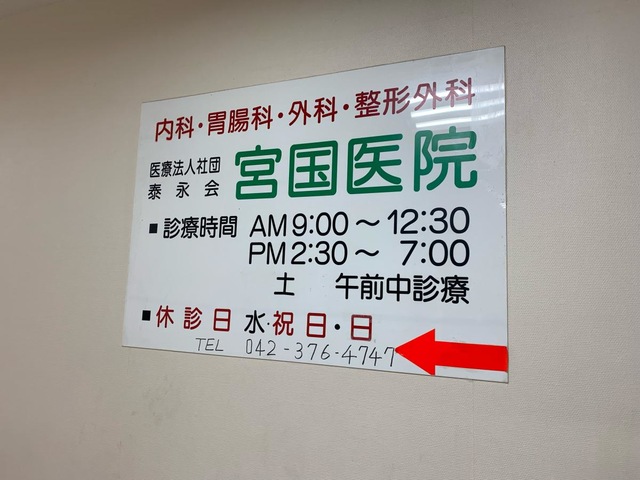 内科・胃腸科・外科・整形外科
医療法人社団
泰永会
宮国医院
■診療時間 AM9:00〜12:30
PM2:30〜 7:00
土 午前中診療
■休診日 水・祝日・日
TEL 042-376-4747